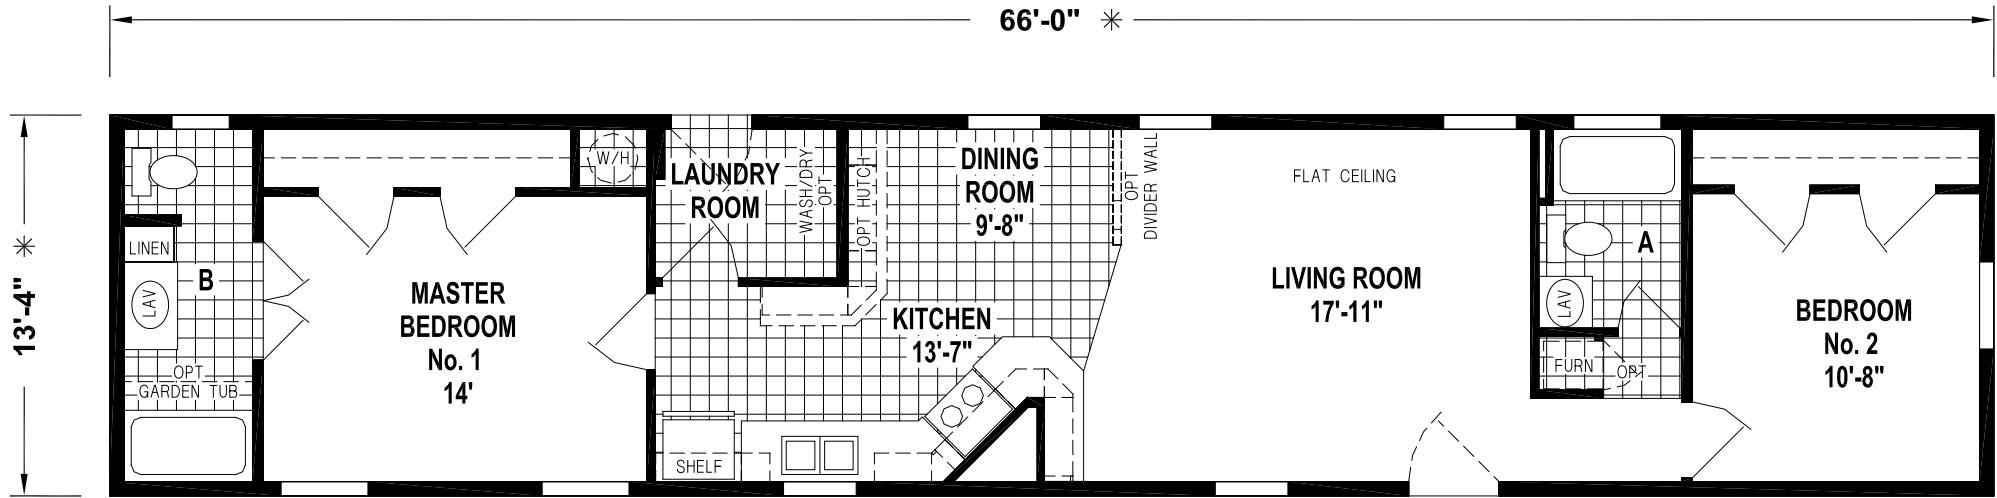 66'-0" ✳
13'-4" ✳
LINEN
LAV
B
OPT
GARDEN TUB
MASTER
BEDROOM
No. 1
14'
W/H
LAUNDRY
ROOM
WASH/DRY
OPT
OPT HUTCH
DINING
ROOM
9'-8"
OPT
DIVIDER WALL
KITCHEN
13'-7"
SHELF
FLAT CEILING
LIVING ROOM
17'-11"
A
LAV
FURN
OPT
BEDROOM
No. 2
10'-8"